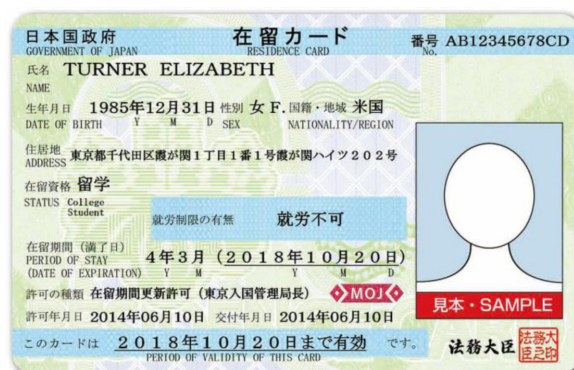 日本国政府 在留カード 番号 AB12345678CD
GOVERNMENT OF JAPAN RESIDENCE CARD No.
氏名 TURNER ELIZABETH
NAME
生年月日 1985年12月31日 性別 女 F. 国籍・地域 米国
DATE OF BIRTH Y M D SEX NATIONALITY/REGION
住居地 東京都千代田区霞が関1丁目1番1号霞が関ハイツ202号
ADDRESS
在留資格 留学
STATUS College
Student
就労制限の有無 就労不可
在留期間(満了日) 4年3月(2018年10月20日)
PERIOD OF STAY
(DATE OF EXPIRATION) Y M Y M D
許可の種類 在留期間更新許可(東京入国管理局長) MOJ
見本・SAMPLE
許可年月日 2014年06月10日 交付年月日 2014年06月10日
このカードは 2018年10月20日まで有効 です。
PERIOD OF VALIDITY OF THIS CARD
法務大臣 法務大臣之印